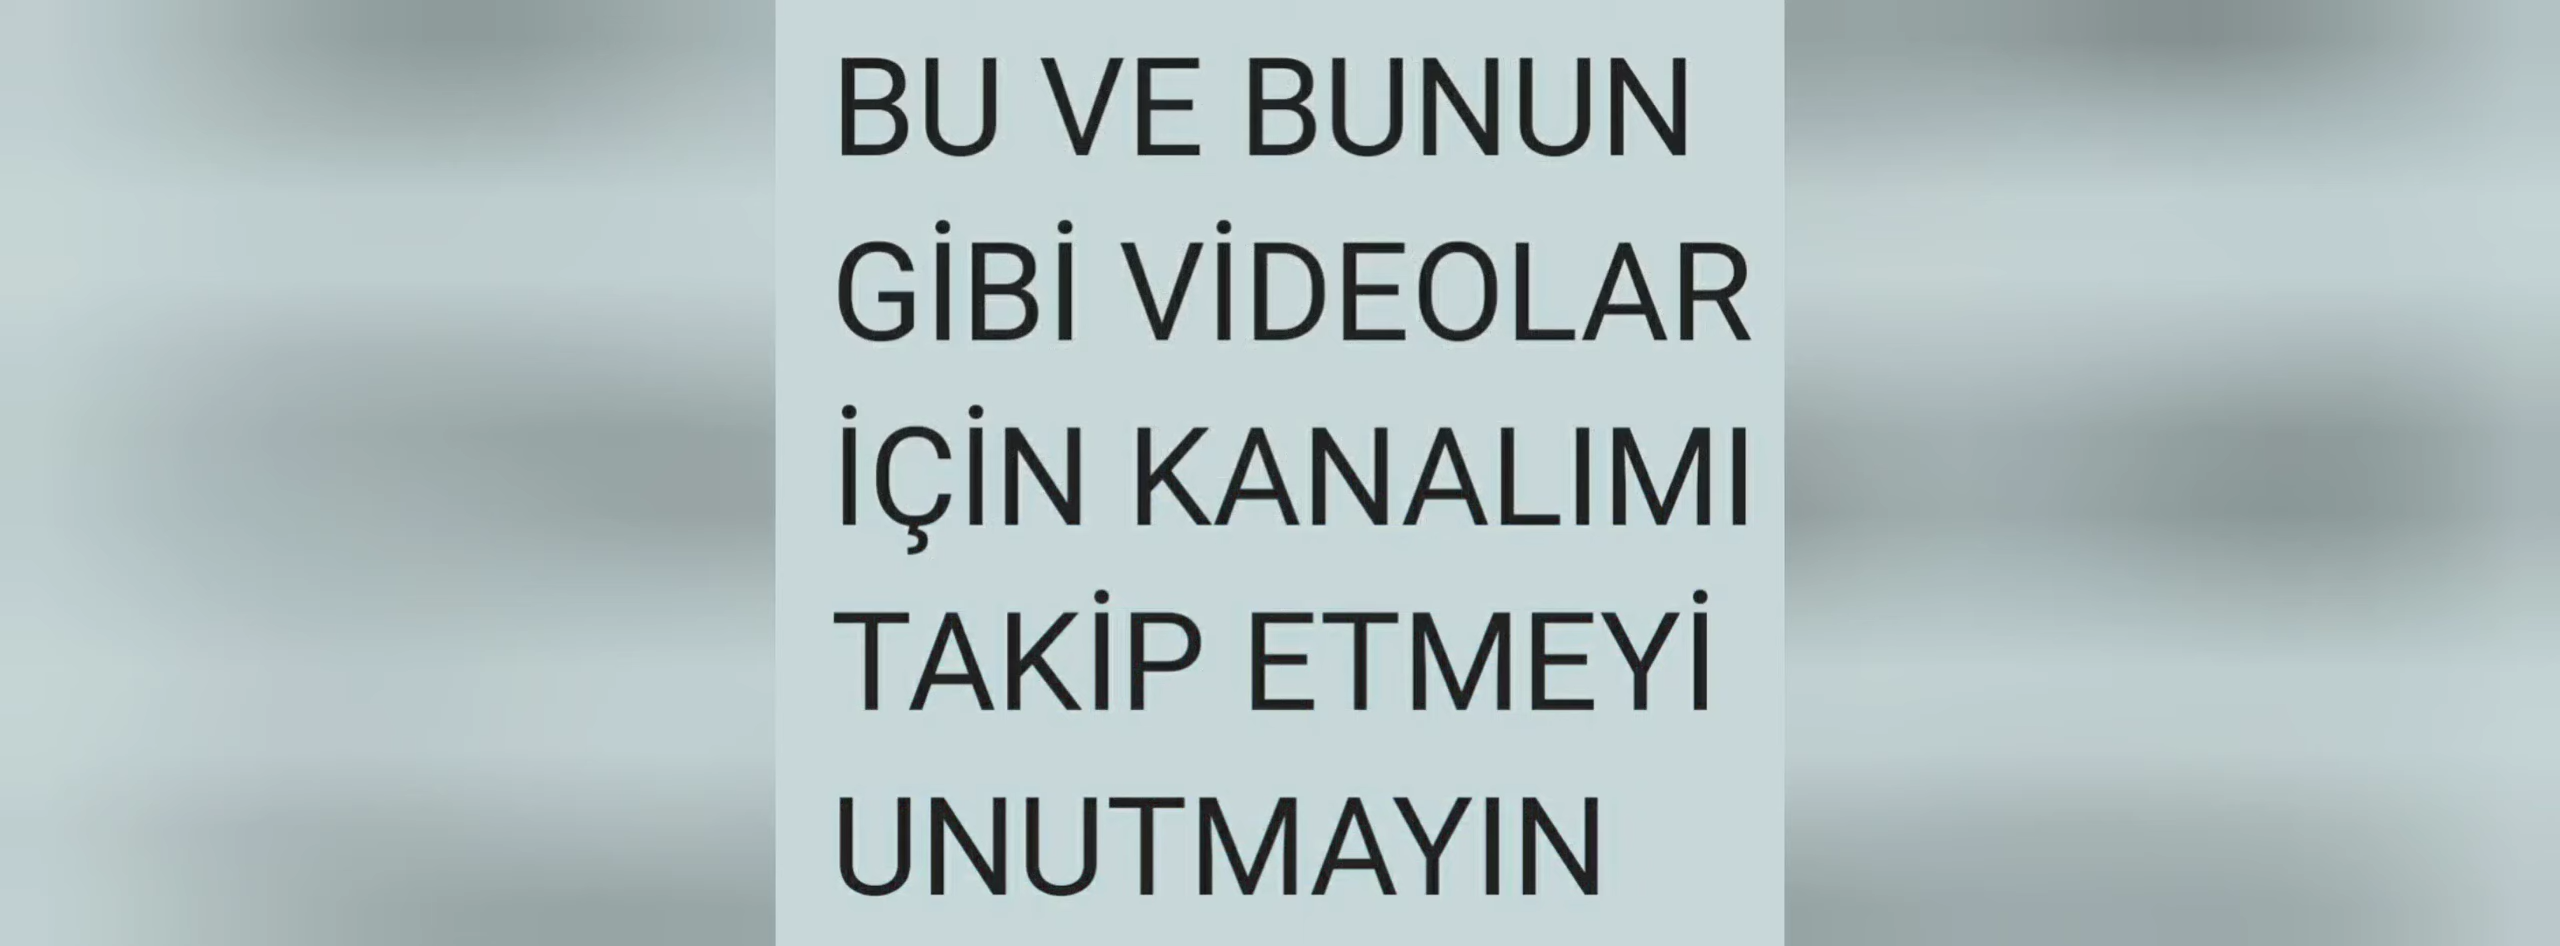 BU VE BUNUN
GİBİ VİDEOLAR
İÇİN KANALIMI
TAKİP ETMEYİ
UNUTMAYIN